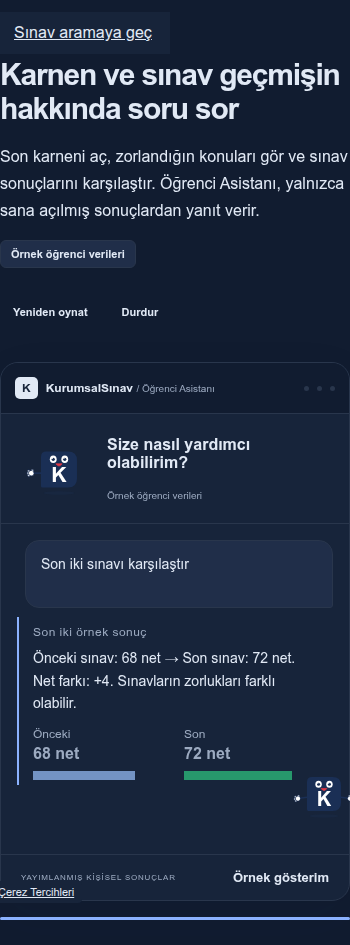 Sınav aramaya geç
Karnen ve sınav geçmişin
hakkında soru sor
Son karneni aç, zorlandığın konuları gör ve sınav
sonuçlarını karşılaştır. Öğrenci Asistanı, yalnızca
sana açılmış sonuçlardan yanıt verir.
Örnek öğrenci verileri
Yeniden oynat Durdur
K KurumsalSınav / Öğrenci Asistanı
Size nasıl yardımcı
olabilirim?
K
Örnek öğrenci verileri
Son iki sınavı karşılaştır
Son iki örnek sonuç
Önceki sınav: 68 net → Son sınav: 72 net.
Net farkı: +4. Sınavların zorlukları farklı
olabilir.
Önceki Son
68 net 72 net
K
YAYIMLANMIŞ KİŞİSEL SONUÇLAR Örnek gösterim
Çerez Tercihleri